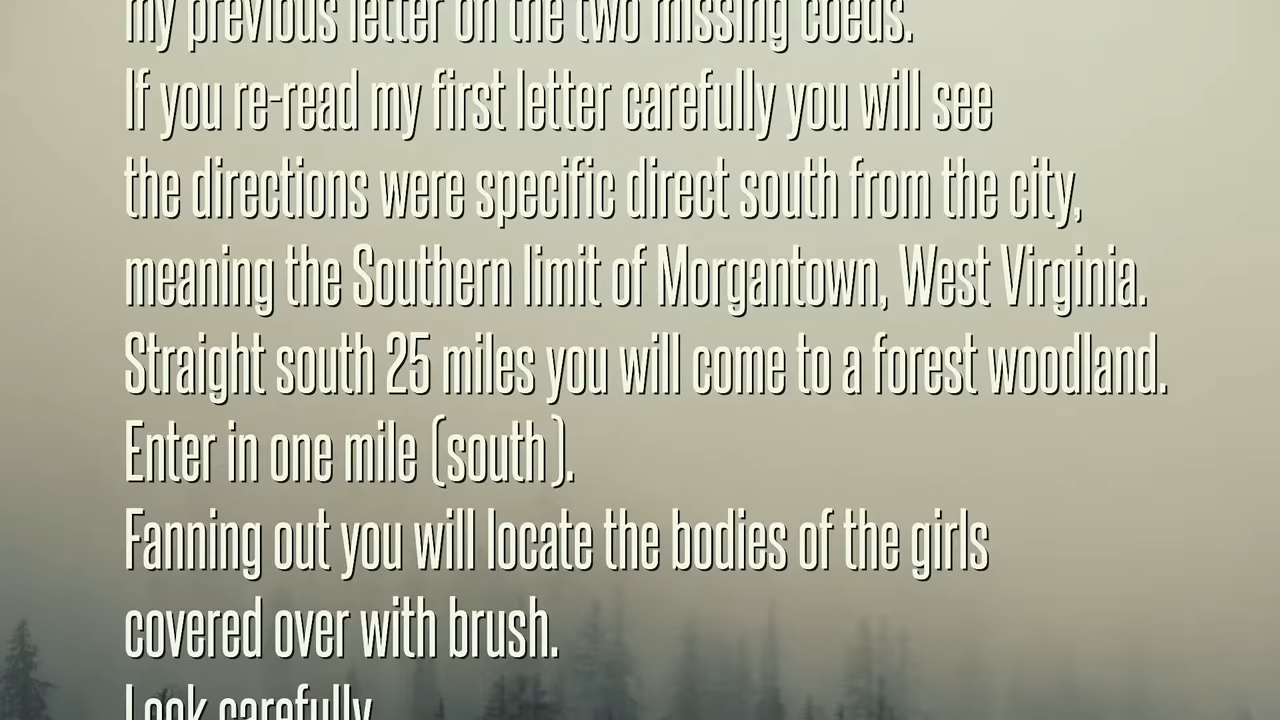 my previous letter on the two missing coeds.
If you re-read my first letter carefully you will see
the directions were specific direct south from the city,
meaning the Southern limit of Morgantown, West Virginia.
Straight south 25 miles you will come to a forest woodland.
Enter in one mile (south).
Fanning out you will locate the bodies of the girls
covered over with brush.
Look carefully